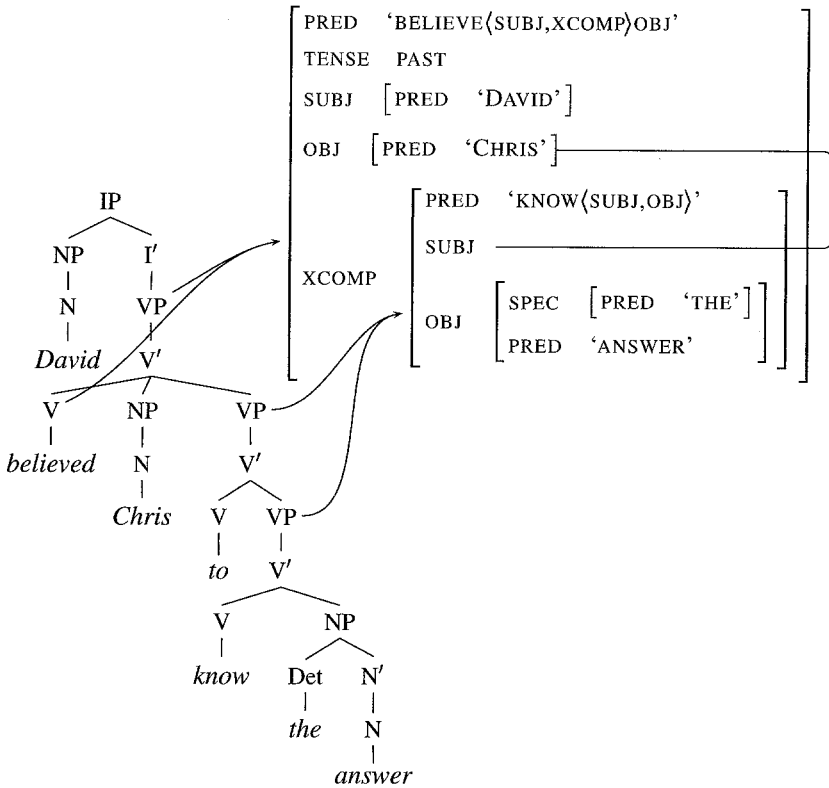 PRED ‘BELIEVE⟨SUBJ,XCOMP⟩OBJ’
TENSE PAST
SUBJ [PRED ‘DAVID’]
OBJ [PRED ‘CHRIS’]
PRED ‘KNOW⟨SUBJ,OBJ⟩’
SUBJ
XCOMP
OBJ
SPEC [PRED ‘THE’]
PRED ‘ANSWER’
IP
NP I′
N VP
David V′
V NP VP
believed N V′
Chris V VP
to V′
V NP
know Det N′
the N
answer